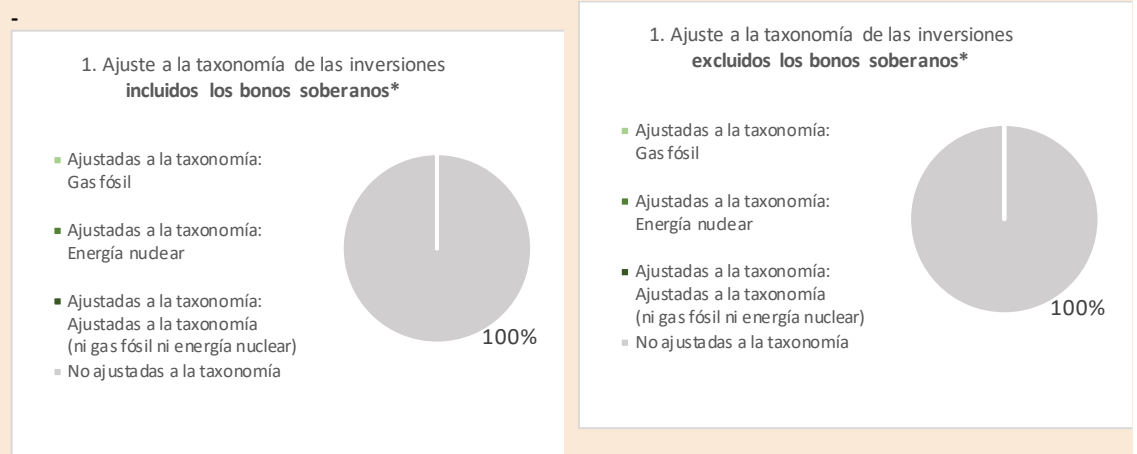 -
1. Ajuste a la taxonomía de las inversiones
incluidos los bonos soberanos*
Ajustadas a la taxonomía:
Gas fósil
Ajustadas a la taxonomía:
Energía nuclear
Ajustadas a la taxonomía:
Ajustadas a la taxonomía
(ni gas fósil ni energía nuclear)
No ajustadas a la taxonomía
100%
1. Ajuste a la taxonomía de las inversiones
excluidos los bonos soberanos*
Ajustadas a la taxonomía:
Gas fósil
Ajustadas a la taxonomía:
Energía nuclear
Ajustadas a la taxonomía:
Ajustadas a la taxonomía
(ni gas fósil ni energía nuclear)
No ajustadas a la taxonomía
100%